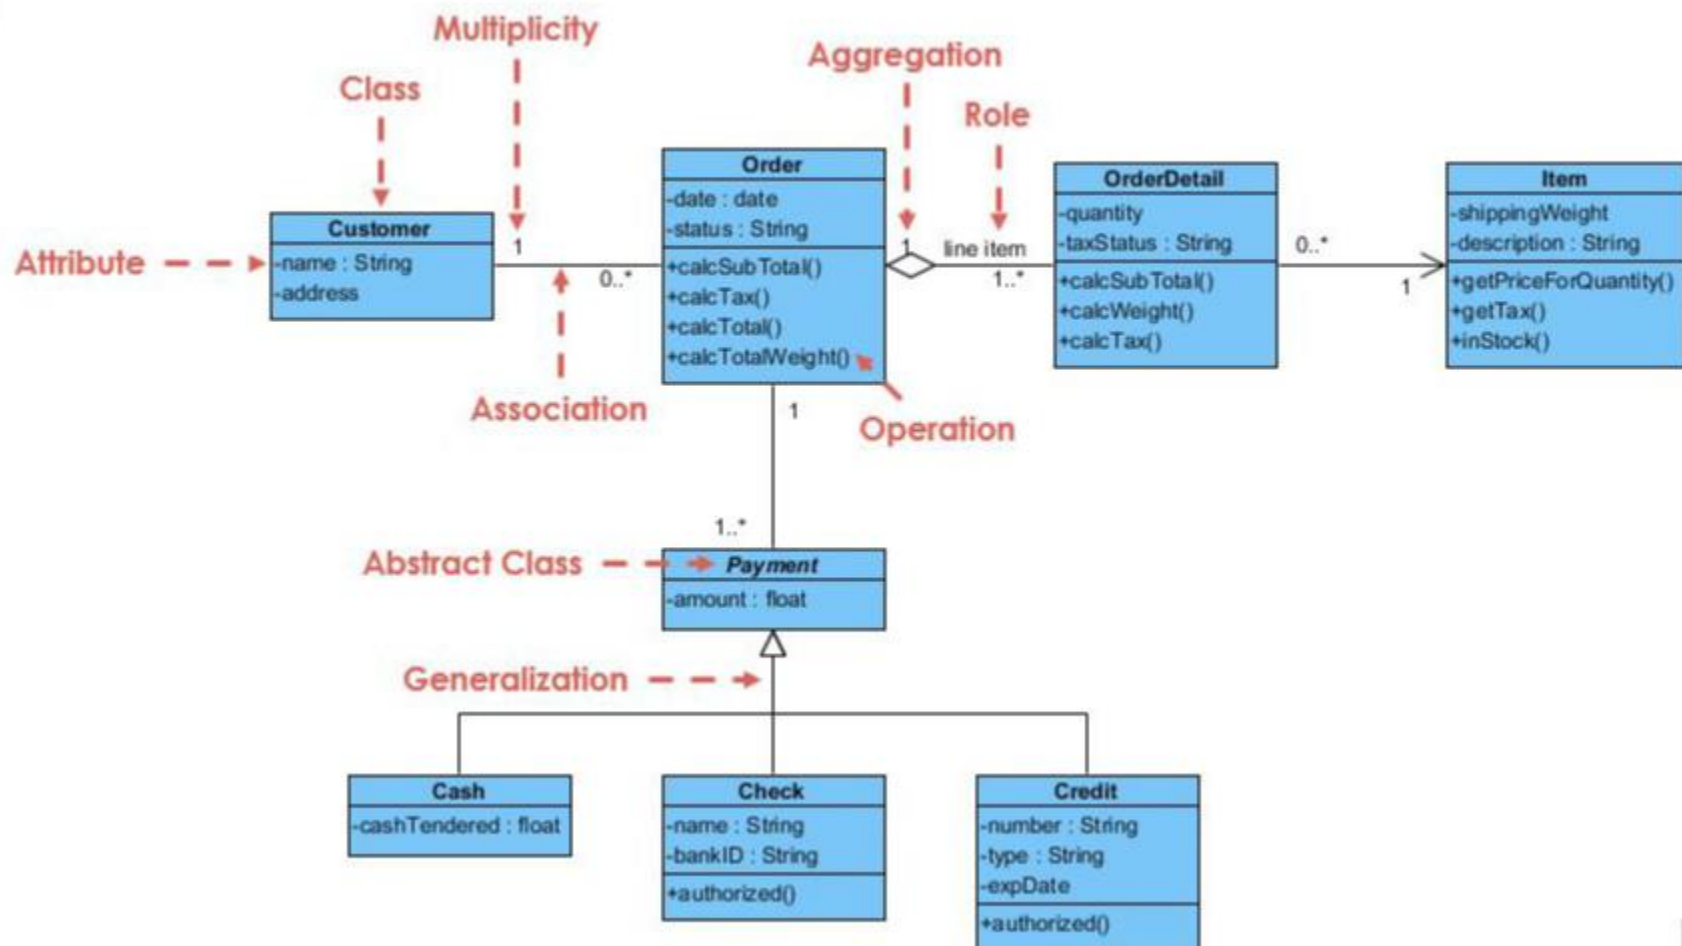 Multiplicity
Aggregation
Class
Role
Attribute
Customer
-name : String
-address
1
0..*
Association
Order
-date : date
-status : String
+calcSubTotal()
+calcTax()
+calcTotal()
+calcTotalWeight()
Operation
1
line item
1..*
OrderDetail
-quantity
-taxStatus : String
+calcSubTotal()
+calcWeight()
+calcTax()
0..*
1
Item
-shippingWeight
-description : String
+getPriceForQuantity()
+getTax()
+inStock()
1
1..*
Abstract Class
Payment
-amount : float
Generalization
Cash
-cashTendered : float
Check
-name : String
-bankID : String
+authorized()
Credit
-number : String
-type : String
-expDate
+authorized()